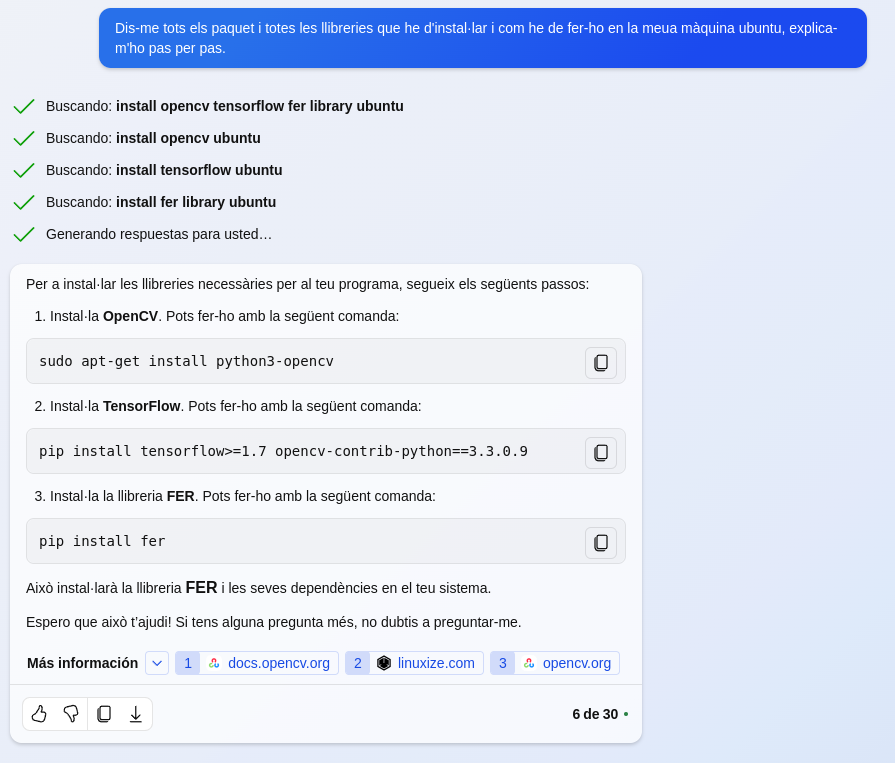 Dis-me tots els paquet i totes les llibreries que he d'instal·lar i com he de fer-ho en la meua màquina ubuntu, explica-
m'ho pas per pas.
Buscando: install opencv tensorflow fer library ubuntu
Buscando: install opencv ubuntu
Buscando: install tensorflow ubuntu
Buscando: install fer library ubuntu
Generando respuestas para usted…
Per a instal·lar les llibreries necessàries per al teu programa, segueix els següents passos:
1. Instal·la OpenCV. Pots fer-ho amb la següent comanda:
sudo apt-get install python3-opencv
2. Instal·la TensorFlow. Pots fer-ho amb la següent comanda:
pip install tensorflow>=1.7 opencv-contrib-python==3.3.0.9
3. Instal·la la llibreria FER. Pots fer-ho amb la següent comanda:
pip install fer
Això instal·larà la llibreria FER i les seves dependències en el teu sistema.
Espero que això t'ajudi! Si tens alguna pregunta més, no dubtis a preguntar-me.
Más información 1 docs.opencv.org 2 linuxize.com 3 opencv.org
6 de 30